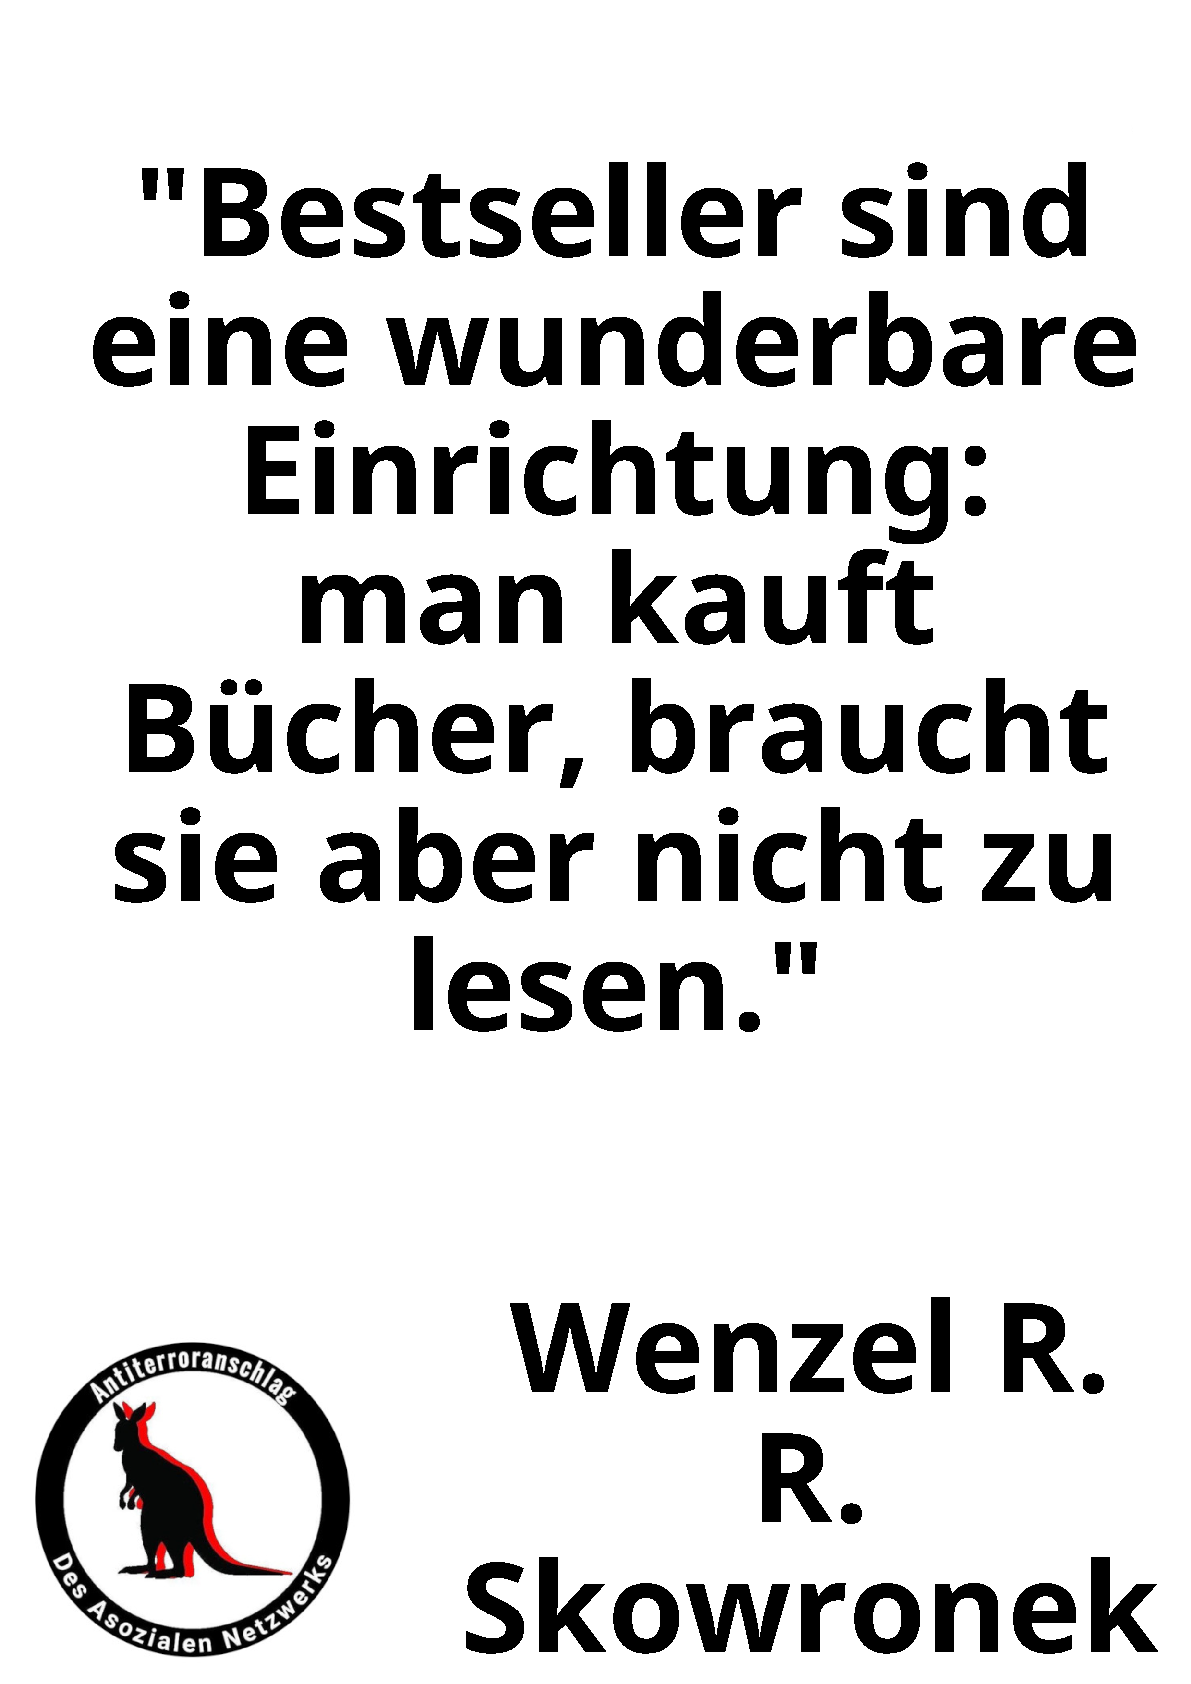 "Bestseller sind
eine wunderbare
Einrichtung:
man kauft
Bücher, braucht
sie aber nicht zu
lesen."
Wenzel R.
R.
Skowronek
Antiterroranschlag
Des Asozialen Netzwerks